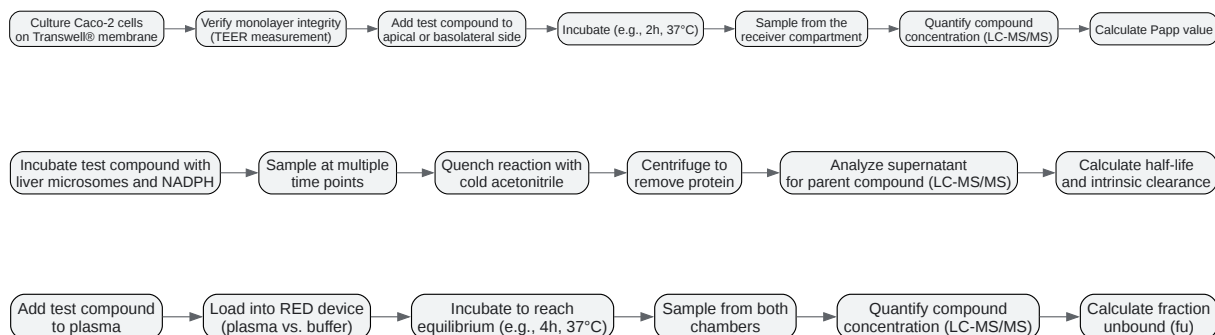 Culture Caco-2 cells
on Transwell® membrane
Verify monolayer integrity
(TEER measurement)
Add test compound to
apical or basolateral side
Incubate (e.g., 2h, 37°C)
Sample from the
receiver compartment
Quantify compound
concentration (LC-MS/MS)
Calculate Papp value
Incubate test compound with
liver microsomes and NADPH
Sample at multiple
time points
Quench reaction with
cold acetonitrile
Centrifuge to
remove protein
Analyze supernatant
for parent compound (LC-MS/MS)
Calculate half-life
and intrinsic clearance
Add test compound
to plasma
Load into RED device
(plasma vs. buffer)
Incubate to reach
equilibrium (e.g., 4h, 37°C)
Sample from both
chambers
Quantify compound
concentration (LC-MS/MS)
Calculate fraction
unbound (fu)